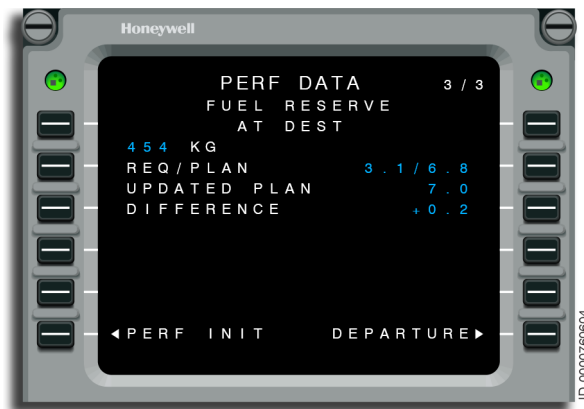 Honeywell
PERF DATA 3/3
FUEL RESERVE
AT DEST
454 KG
REQ/PLAN 3.1/6.8
UPDATED PLAN 7.0
DIFFERENCE +0.2
◀PERF INIT DEPARTURE▶